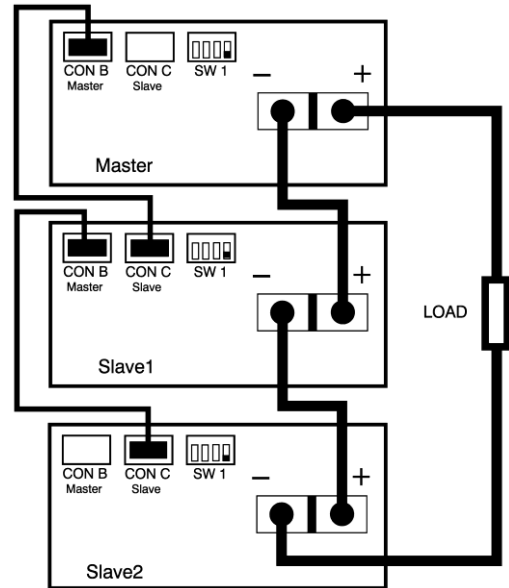 CON B CON C SW 1
Master Slave
− +
Master
CON B CON C SW 1
Master Slave
− +
LOAD
Slave1
CON B CON C SW 1
Master Slave
− +
Slave2